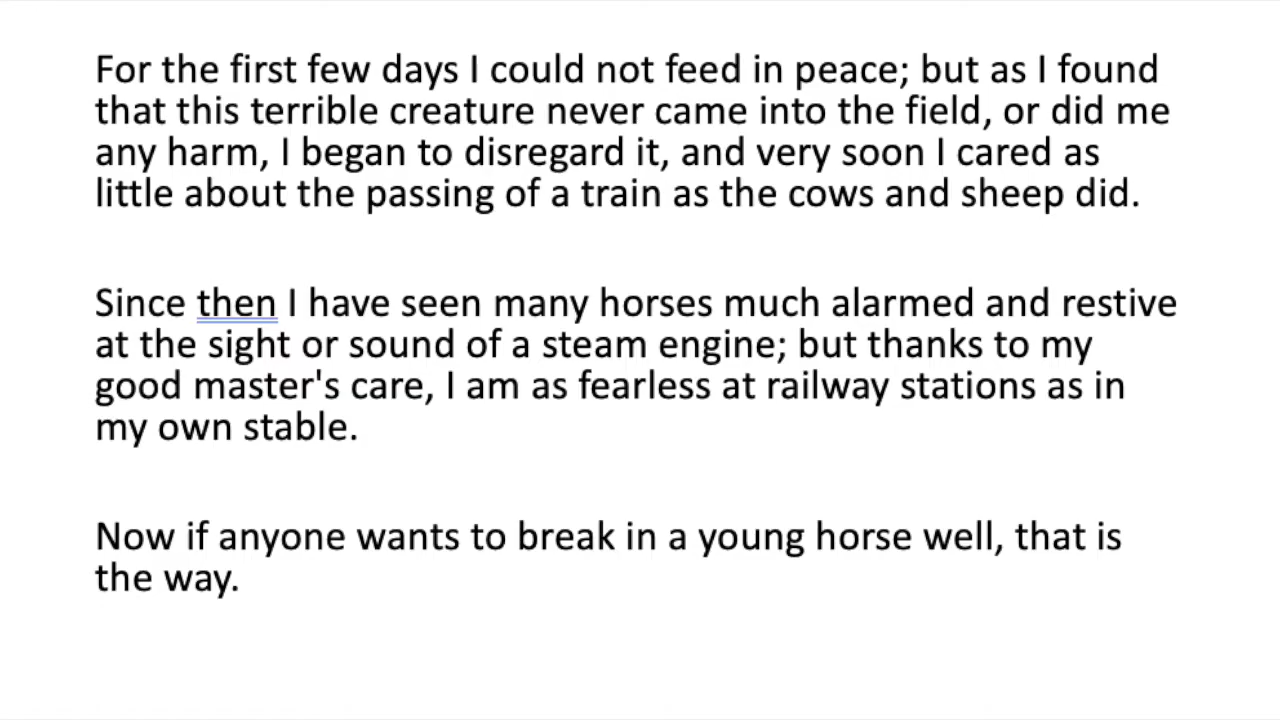 For the first few days I could not feed in peace; but as I found
that this terrible creature never came into the field, or did me
any harm, I began to disregard it, and very soon I cared as
little about the passing of a train as the cows and sheep did.
Since then I have seen many horses much alarmed and restive
at the sight or sound of a steam engine; but thanks to my
good master's care, I am as fearless at railway stations as in
my own stable.
Now if anyone wants to break in a young horse well, that is
the way.